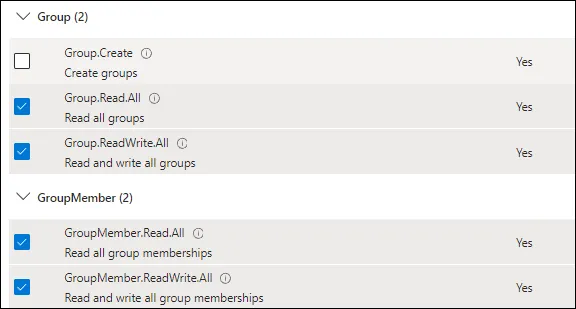 Group (2)
Group.Create
Create groups
Yes
Group.Read.All
Read all groups
Yes
Group.ReadWrite.All
Read and write all groups
Yes
GroupMember (2)
GroupMember.Read.All
Read all group memberships
Yes
GroupMember.ReadWrite.All
Read and write all group memberships
Yes